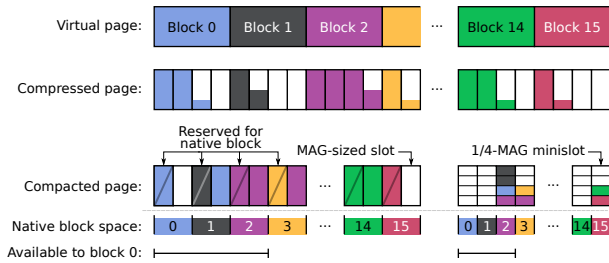 Virtual page: Block 0 Block 1 Block 2 ... Block 14 Block 15
Compressed page: ...
Reserved for
native block
MAG-sized slot 1/4-MAG minislot
Compacted page: ... ...
Native block space: 0 1 2 3 ... 14 15 0 1 2 3 ... 14 15
Available to block 0: